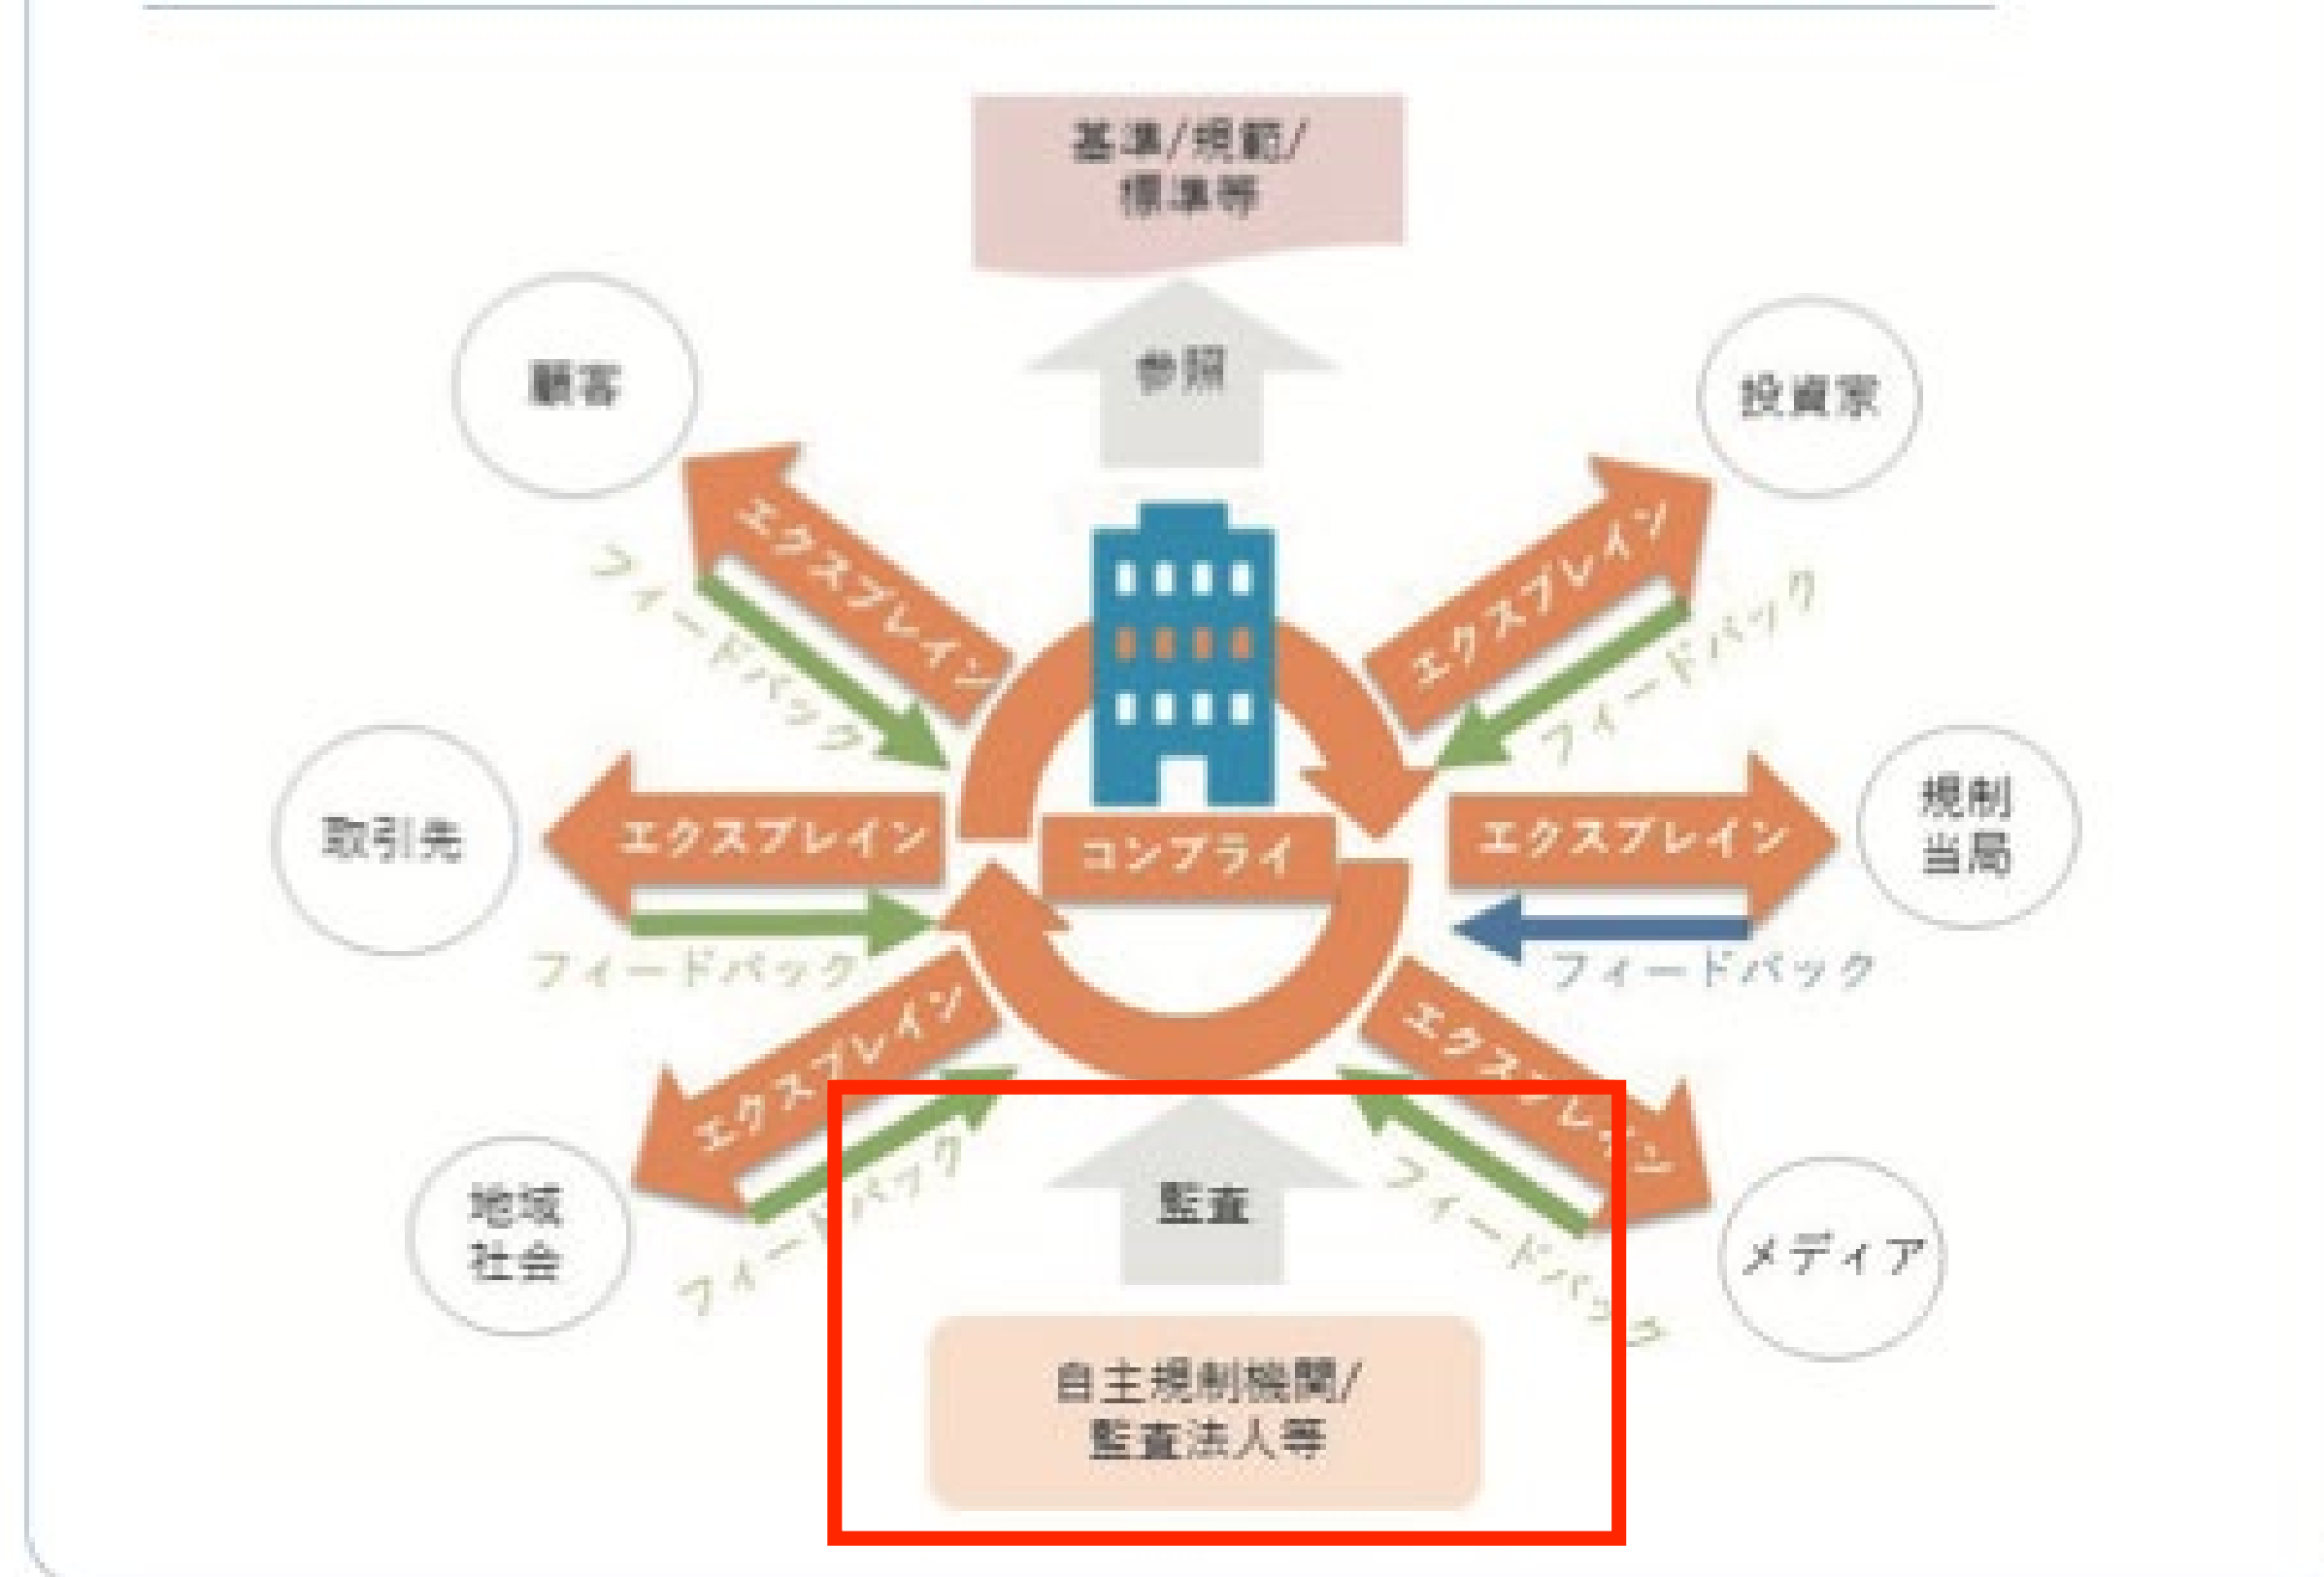 基準/規範/
標準等
参照
顧客
投資家
エクスプレイン
フィードバック
エクスプレイン
フィードバック
取引先
エクスプレイン
フィードバック
コンプライ
エクスプレイン
フィードバック
規制
当局
エクスプレイン
フィードバック
地域
社会
エクスプレイン
フィードバック
メディア
監査
自主規制機関/
監査法人等